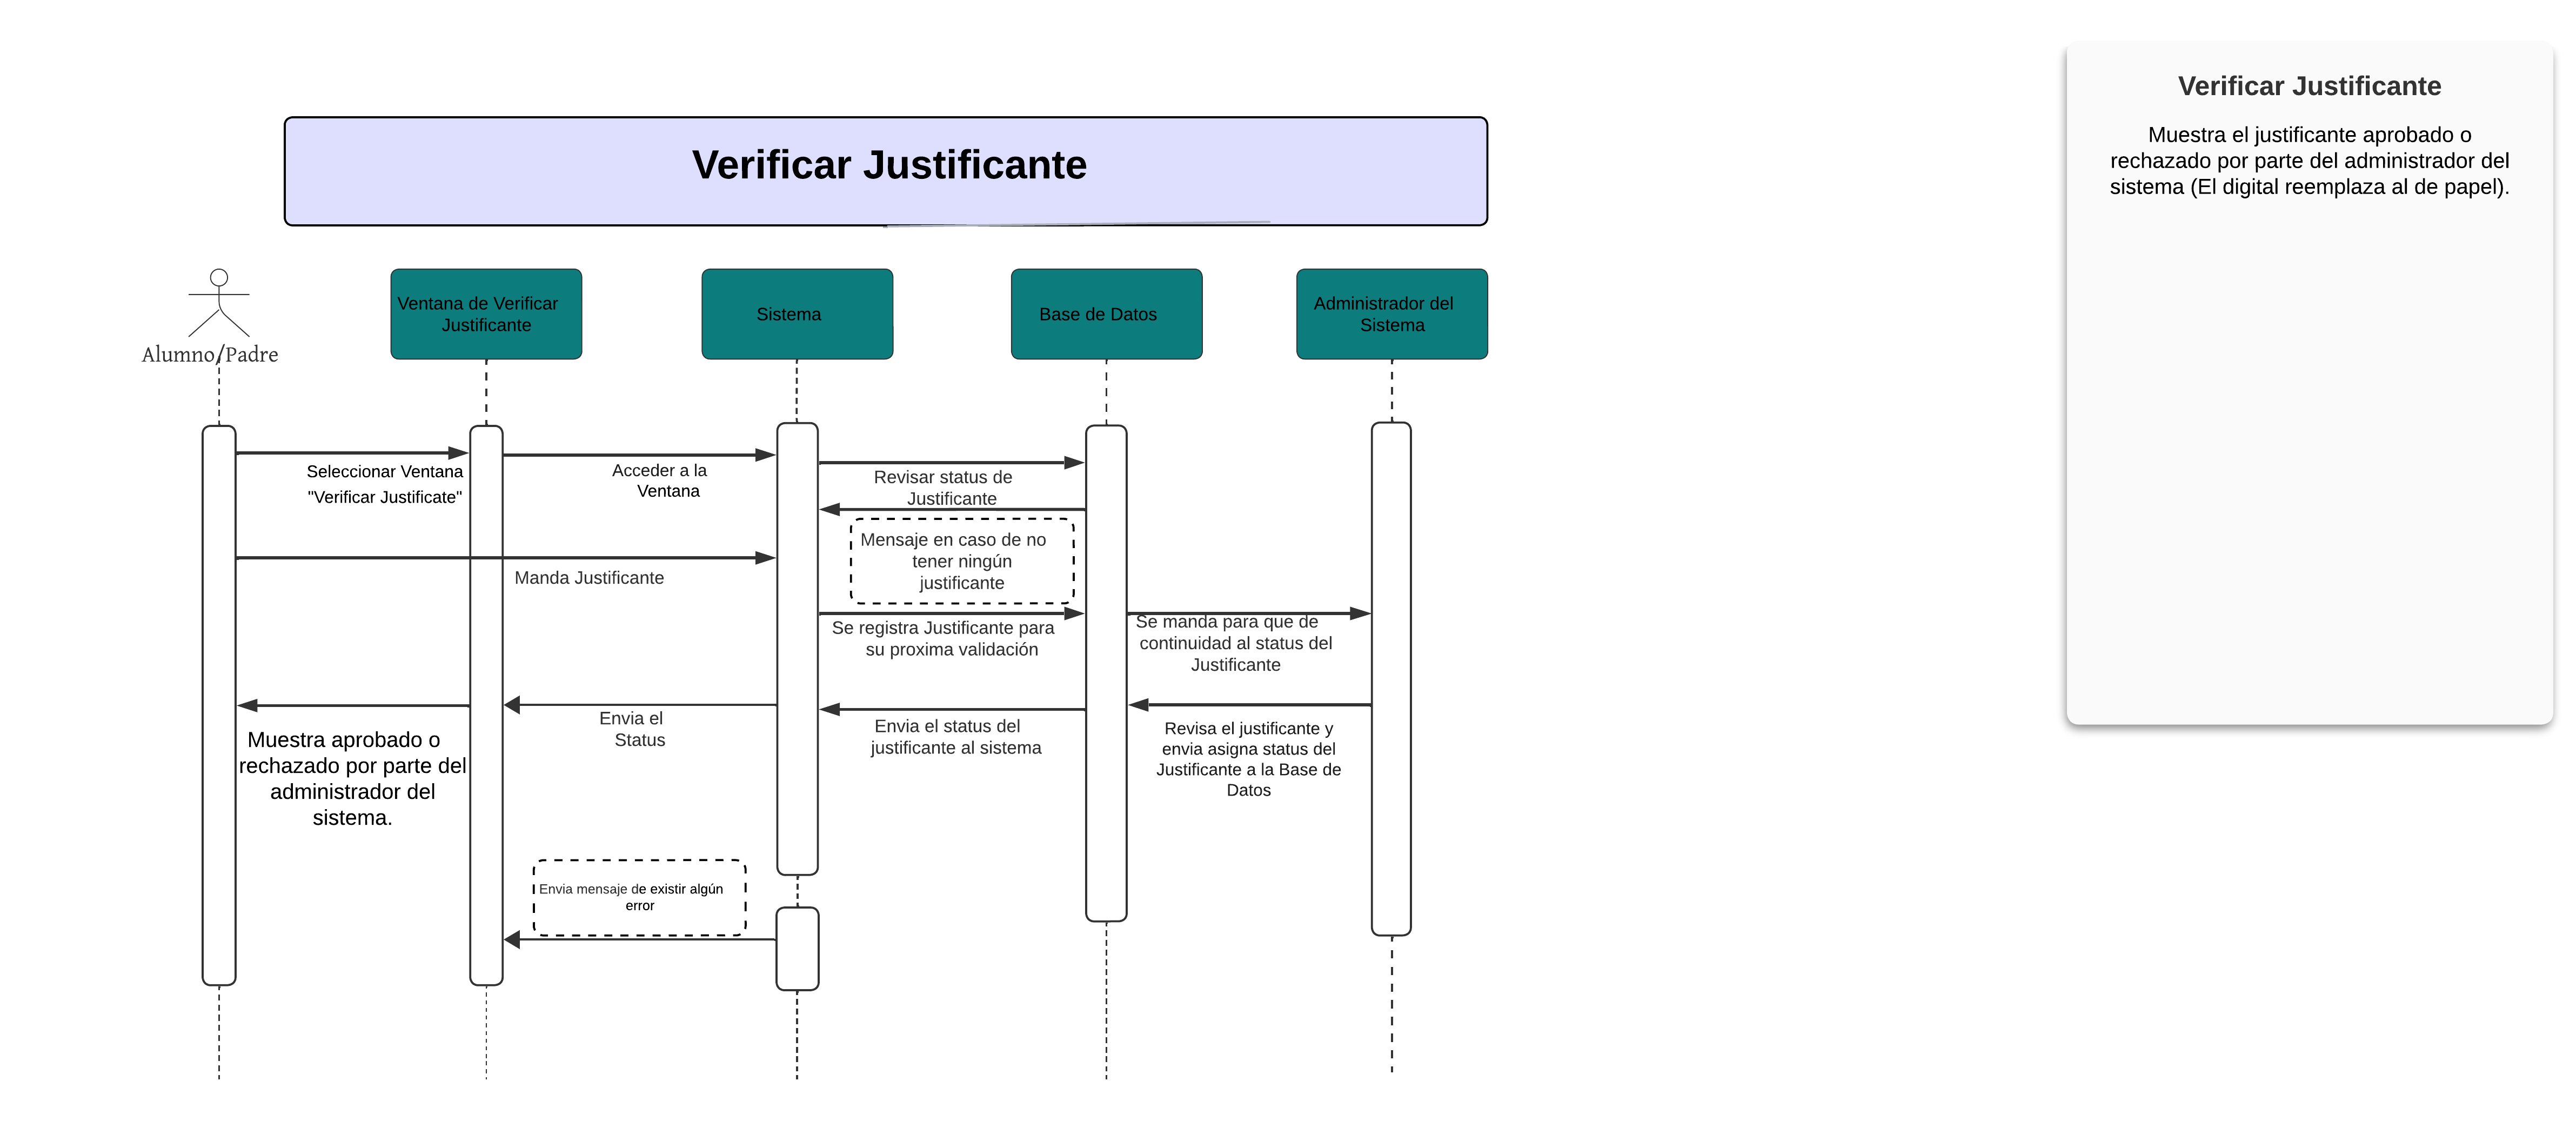 Verificar Justificante
Muestra el justificante aprobado o
rechazado por parte del administrador del
sistema (El digital reemplaza al de papel).
Verificar Justificante
Alumno/Padre
Ventana de Verificar
Justificante
Sistema
Base de Datos
Administrador del
Sistema
Seleccionar Ventana
"Verificar Justificate"
Acceder a la
Ventana
Revisar status de
Justificante
Mensaje en caso de no
tener ningún
justificante
Manda Justificante
Se registra Justificante para
su proxima validación
Se manda para que de
continuidad al status del
Justificante
Muestra aprobado o
rechazado por parte del
administrador del
sistema.
Envia el
Status
Envia el status del
justificante al sistema
Revisa el justificante y
envia asigna status del
Justificante a la Base de
Datos
Envia mensaje de existir algún
error